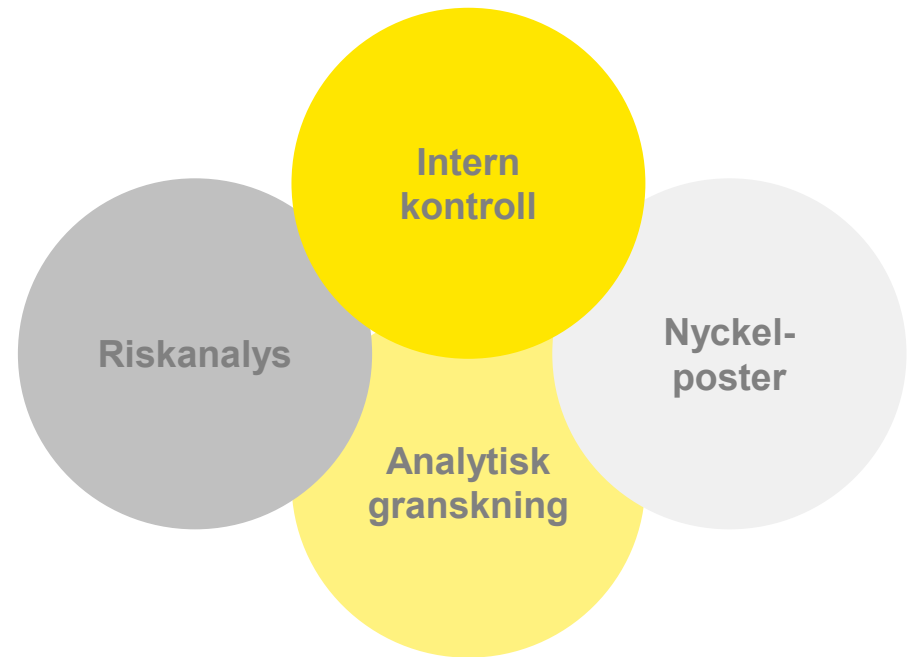 Intern
kontroll
Riskanalys
Nyckel-
poster
Analytisk
granskning